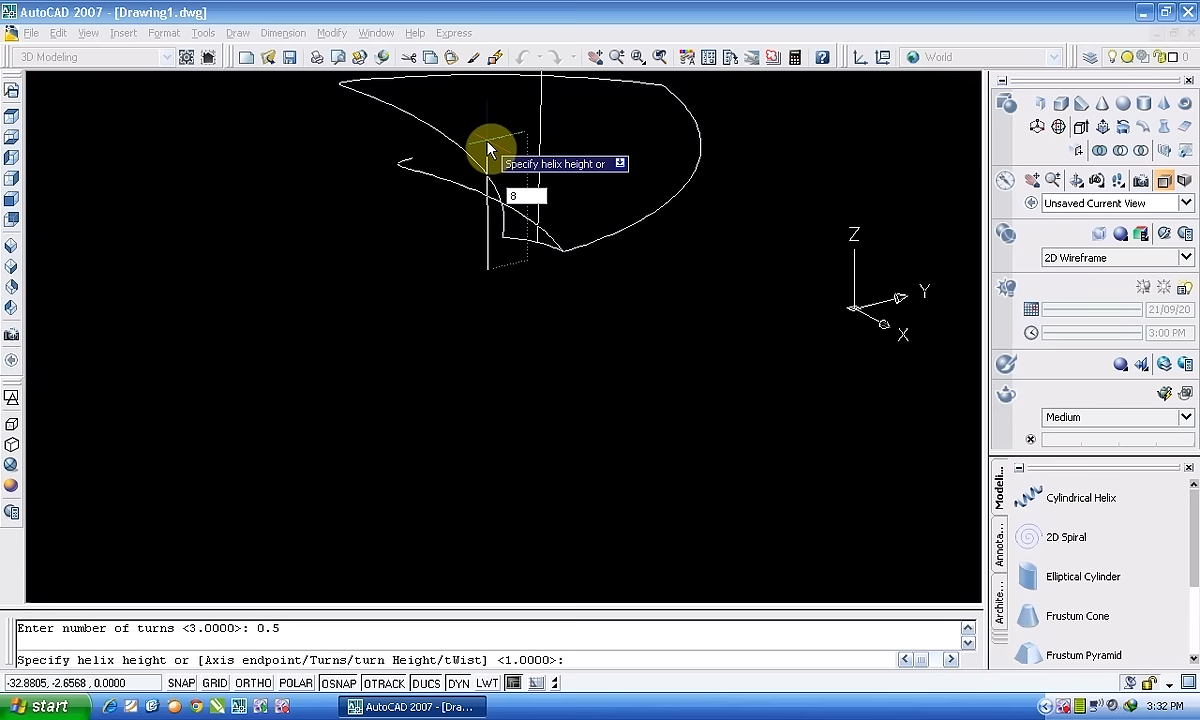 AutoCAD 2007 - [Drawing1.dwg]
File Edit View Insert Format Tools Draw Dimension Modify Window Help Express
3D Modeling
World
0
Specify helix height or
8
Z
Y
X
Unsaved Current View
2D Wireframe
21/09/20
3:00 PM
Medium
Modeli...
Annota...
Archite...
Cylindrical Helix
2D Spiral
Elliptical Cylinder
Frustum Cone
Frustum Pyramid
Enter number of turns <3.0000>: 0.5
Specify helix height or [Axis endpoint/Turns/turn Height/tWist] <1.0000>:
-32.8805, -2.6568, 0.0000 SNAP GRID ORTHO POLAR OSNAP OTRACK DUCS DYN LWT
start
AutoCAD 2007 - [Dra...
3:32 PM